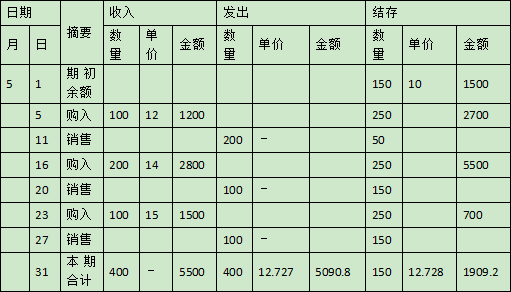 日期 摘要 收入 发出 结存
月 日 数量 单价 金额 数量 单价 金额 数量 单价 金额
5 1 期初余额 150 10 1500
5 购入 100 12 1200 250 2700
11 销售 200 － 50
16 购入 200 14 2800 250 5500
20 销售 100 － 150
23 购入 100 15 1500 250 700
27 销售 100 － 150
31 本期合计 400 － 5500 400 12.727 5090.8 150 12.728 1909.2